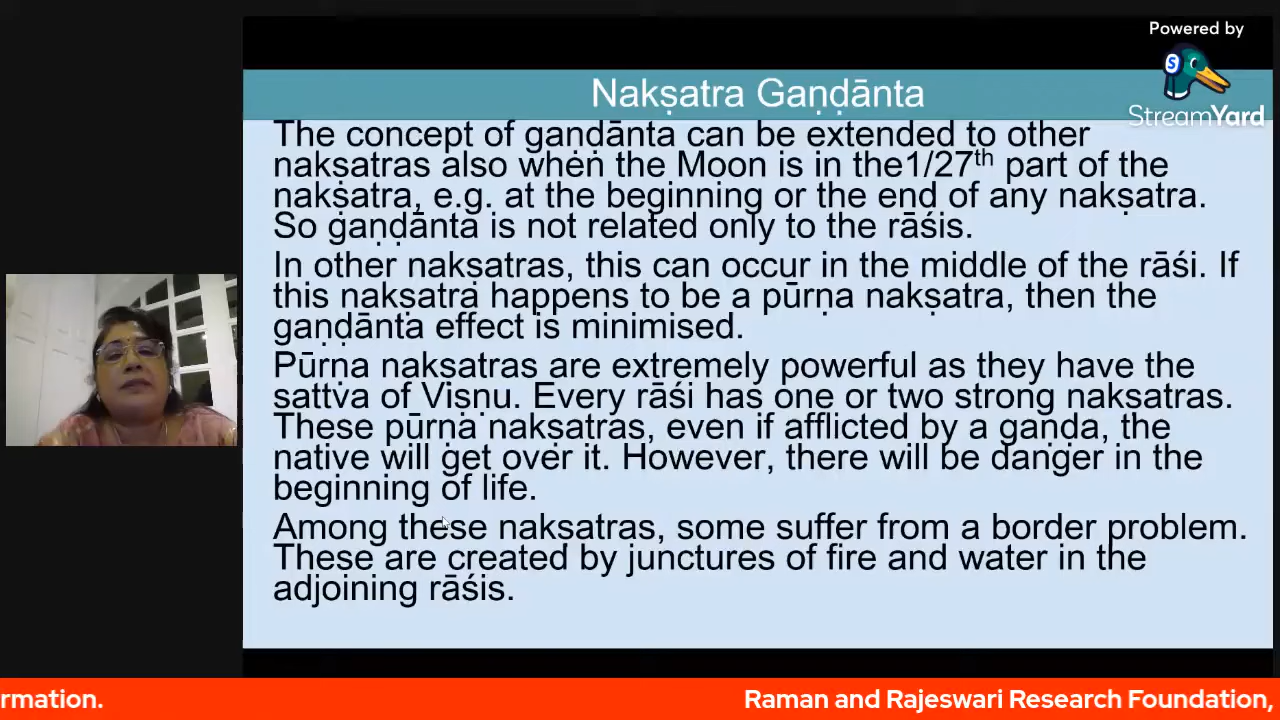 Powered by
StreamYard
Nakṣatra Gaṇḍānta
The concept of gaṇḍānta can be extended to other
nakṣatras also when the Moon is in the1/27th part of the
nakṣatra, e.g. at the beginning or the end of any nakṣatra.
So gaṇḍānta is not related only to the rāśis.
In other nakṣatras, this can occur in the middle of the rāśi. If
this nakṣatra happens to be a pūrṇa nakṣatra, then the
gaṇḍānta effect is minimised.
Pūrṇa nakṣatras are extremely powerful as they have the
sattva of Viṣṇu. Every rāśi has one or two strong nakṣatras.
These pūrṇa nakṣatras, even if afflicted by a gaṇḍa, the
native will get over it. However, there will be danger in the
beginning of life.
Among these nakṣatras, some suffer from a border problem.
These are created by junctures of fire and water in the
adjoining rāśis.
rmation.
Raman and Rajeswari Research Foundation,